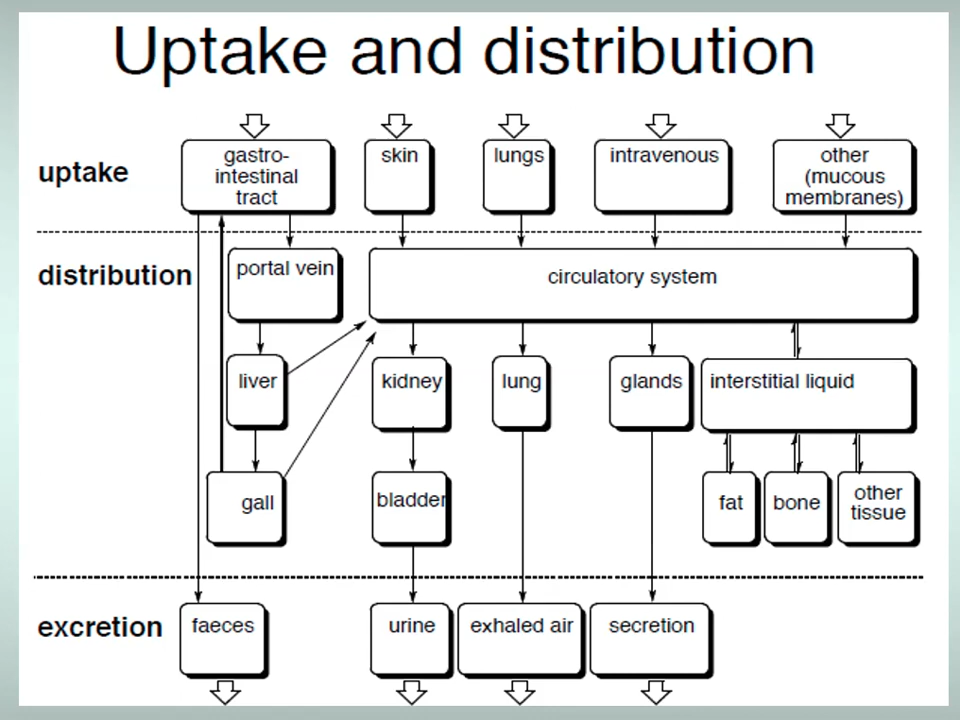 Uptake and distribution
uptake
gastro-
intestinal
tract
skin
lungs
intravenous
other
(mucous
membranes)
distribution
portal vein
circulatory system
liver
kidney
lung
glands
interstitial liquid
gall
bladder
fat
bone
other
tissue
excretion
faeces
urine
exhaled air
secretion